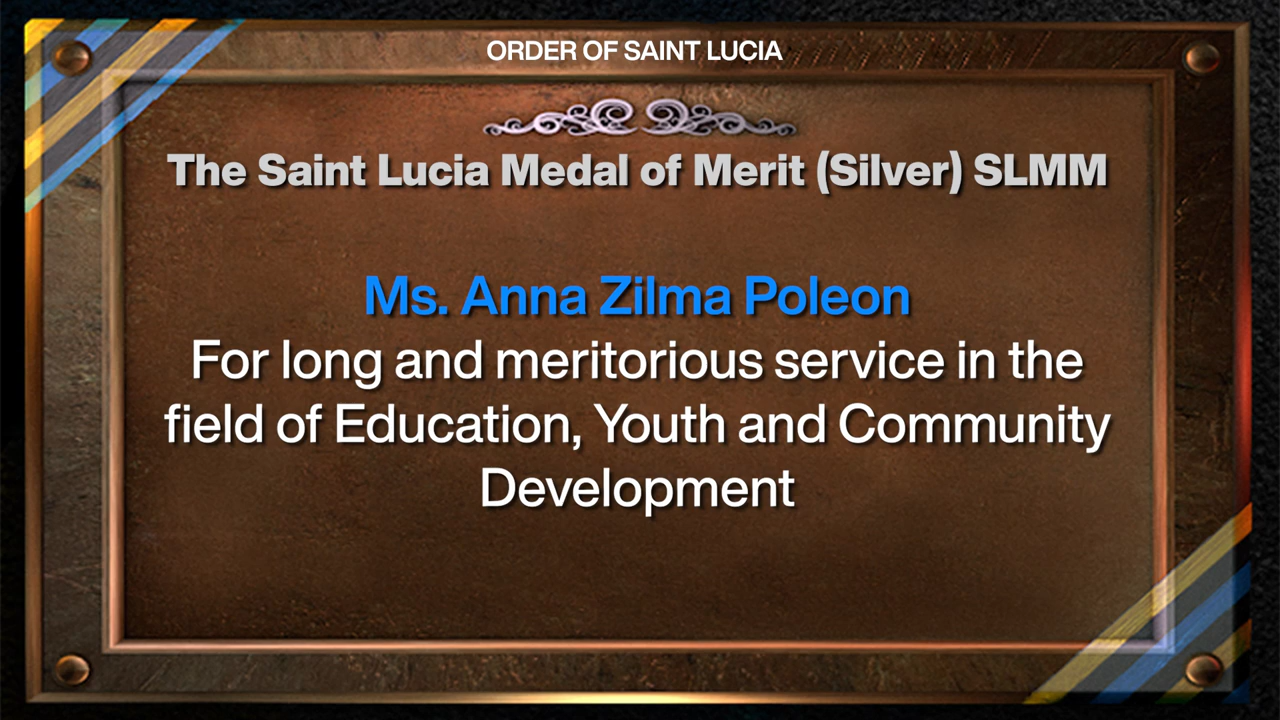 ORDER OF SAINT LUCIA
The Saint Lucia Medal of Merit (Silver) SLMM
Ms. Anna Zilma Poleon
For long and meritorious service in the
field of Education, Youth and Community
Development